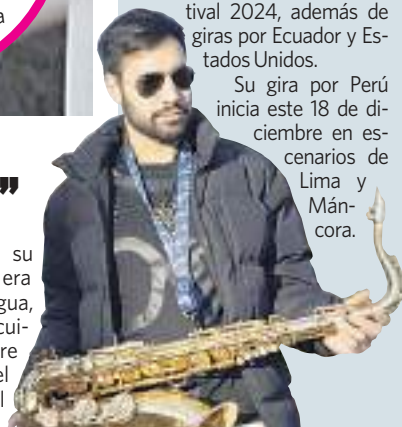 a
tival 2024, además de
giras por Ecuador y Es-
tados Unidos.
Su gira por Perú
inicia este 18 de di-
ciembre en es-
cenarios de
Lima y
Mán-
cora.
”
su
era
gua,
cui-
re
el
l